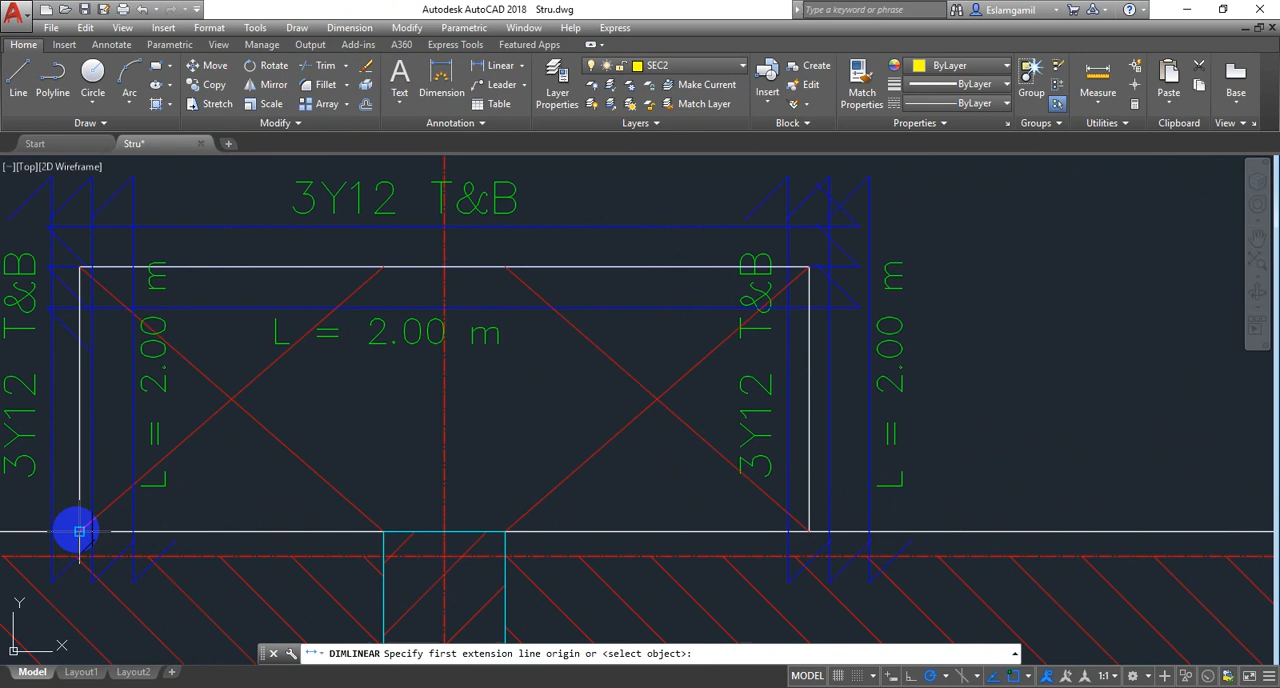 Autodesk AutoCAD 2018 Stru.dwg
Type a keyword or phrase
Eslamgamil
File Edit View Insert Format Tools Draw Dimension Modify Parametric Window Help Express
Home Insert Annotate Parametric View Manage Output Add-ins A360 Express Tools Featured Apps
Line Polyline Circle Arc
Move Rotate Trim
Copy Mirror Fillet
Stretch Scale Array
Text Dimension
Linear
Leader
Table
Layer Properties
SEC2
Make Current
Match Layer
Insert
Create
Edit
Match Properties
ByLayer
ByLayer
ByLayer
Group
Measure
Paste
Base
Draw Modify Annotation Layers Block Properties Groups Utilities Clipboard View
Start Stru*
[−][Top][2D Wireframe]
3Y12 T&B
L = 2.00 m
3Y12 T&B
L = 2.00 m
3Y12 T&B
L = 2.00 m
Y
X
DIMLINEAR Specify first extension line origin or <select object>:
Model Layout1 Layout2 +
MODEL
1:1